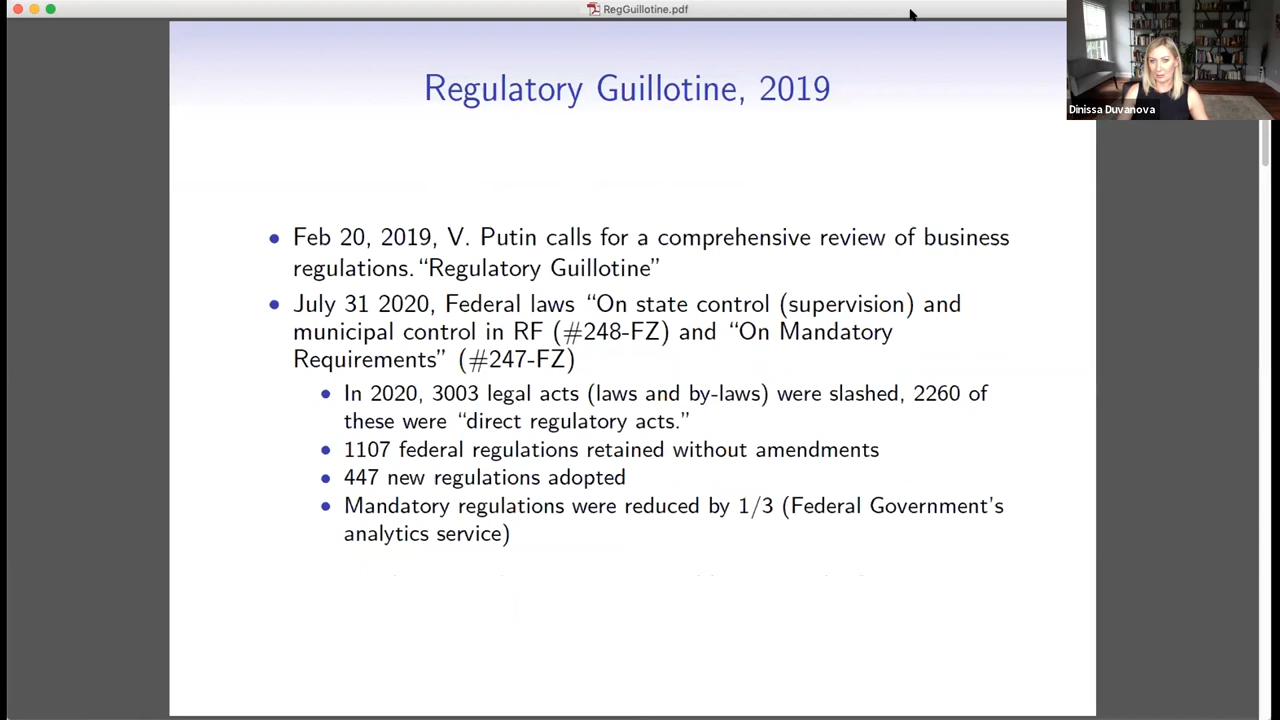 RegGuillotine.pdf
Dinissa Duvanova
Regulatory Guillotine, 2019
• Feb 20, 2019, V. Putin calls for a comprehensive review of business
regulations. “Regulatory Guillotine”
• July 31 2020, Federal laws “On state control (supervision) and
municipal control in RF (#248-FZ) and “On Mandatory
Requirements” (#247-FZ)
• In 2020, 3003 legal acts (laws and by-laws) were slashed, 2260 of
these were “direct regulatory acts.”
• 1107 federal regulations retained without amendments
• 447 new regulations adopted
• Mandatory regulations were reduced by 1/3 (Federal Government’s
analytics service)